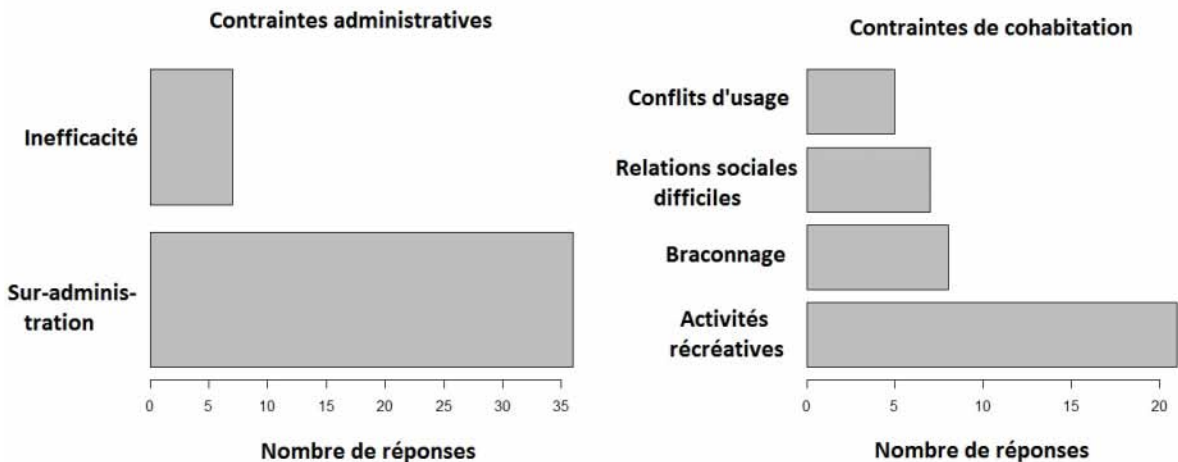 Contraintes administratives
Inefficacité
Sur-adminis-
tration
0 5 10 15 20 25 30 35
Nombre de réponses
Contraintes de cohabitation
Conflits d'usage
Relations sociales
difficiles
Braconnage
Activités
récréatives
0 5 10 15 20
Nombre de réponses